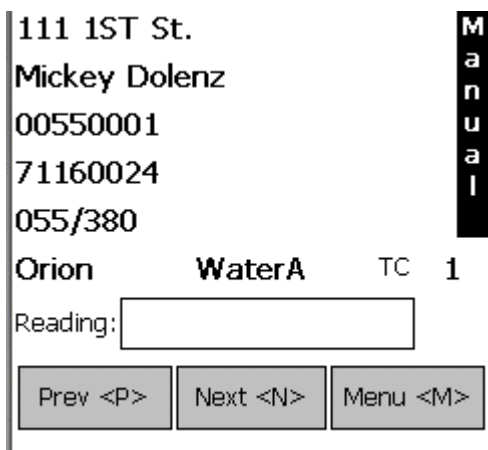 111 1ST St.
Mickey Dolenz
00550001
71160024
055/380
Orion WaterA TC 1
Reading:
Prev <P> Next <N> Menu <M>
Manual